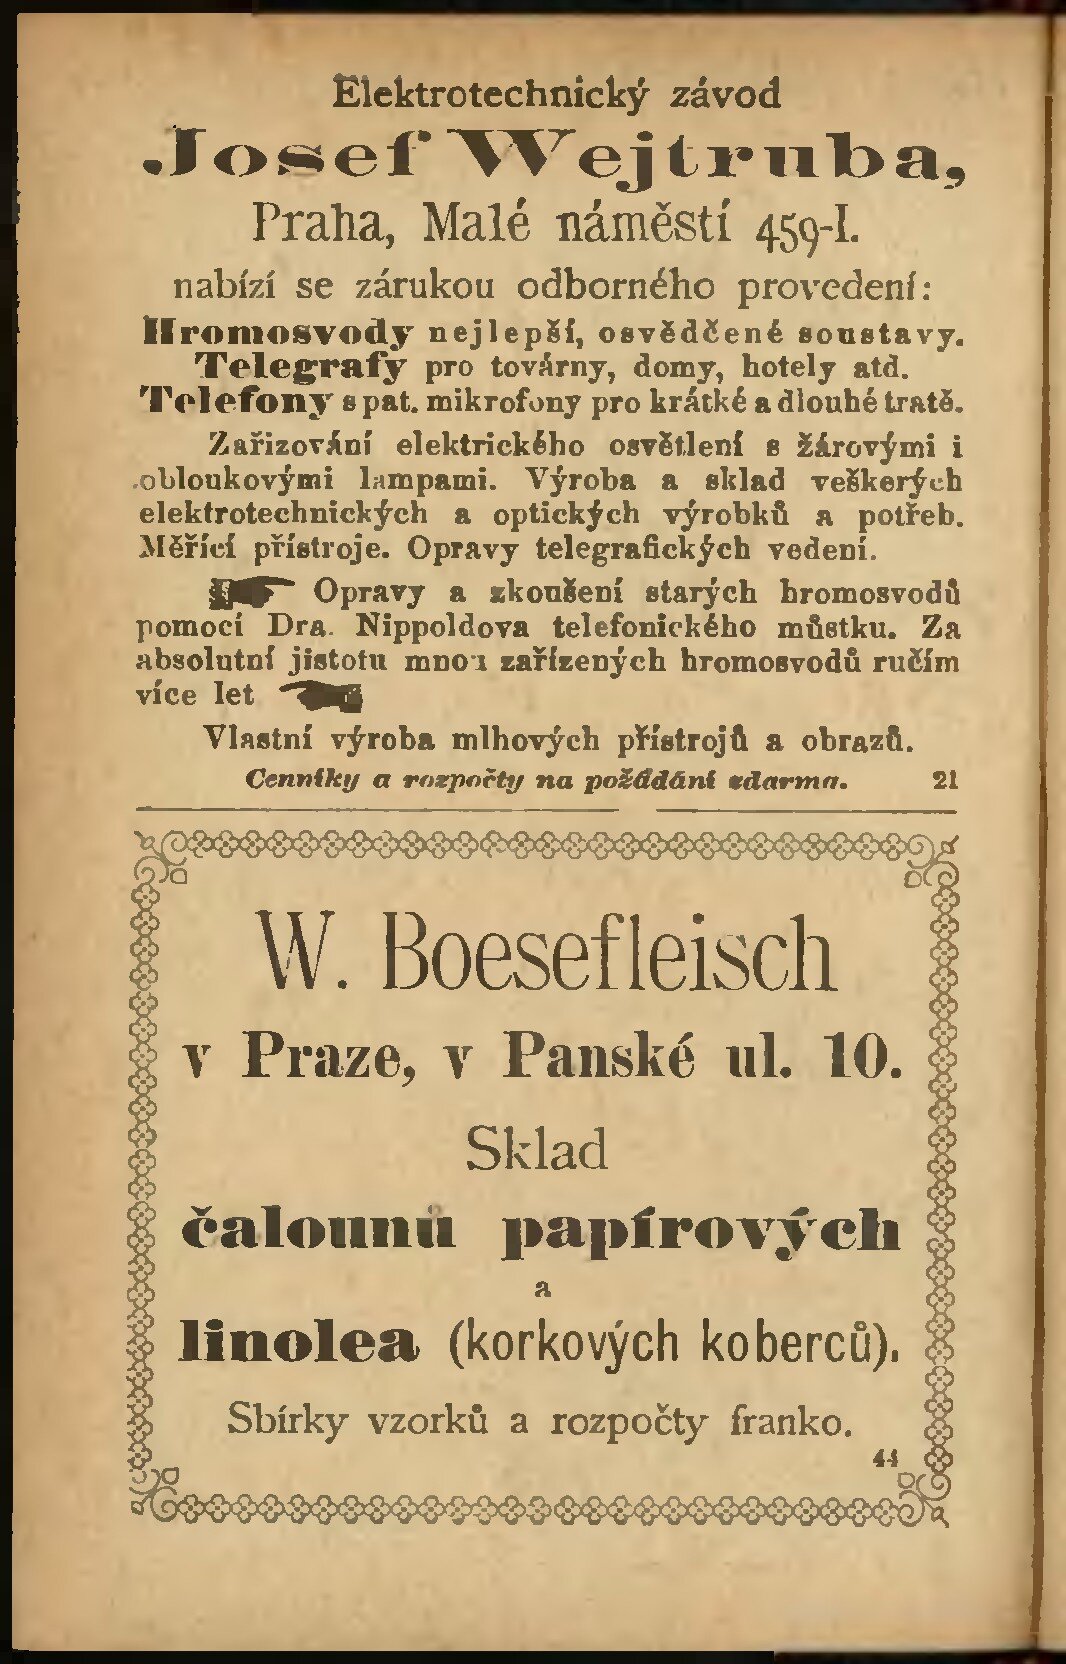 Elektrotechnický závod
Josef Wejtruba,
Praha, Malé náměstí 459-I.
nabízí se zárukou odborného provedení:
Hromosvody nejlepší, osvědčené soustavy.
Telegrafy pro továrny, domy, hotely atd.
Telefony s pat. mikrofony pro krátké a dlouhé tratě.
Zařizování elektrického osvětlení s žárovými i
obloukovými lampami. Výroba a sklad veškerých
elektrotechnických a optických výrobků a potřeb.
Měřící přístroje. Opravy telegrafických vedení.
Opravy a zkoušení starých hromosvodů
pomocí Dra. Nippoldova telefonického můstku. Za
absolutní jistotu mnou zařízených hromosvodů ručím
více let
Vlastní výroba mlhových přístrojů a obrazů.
Cenníky a rozpočty na požádání zdarma. 21
W. Boesefleisch
v Praze, v Panské ul. 10.
Sklad
čalounů papírových
a
linolea (korkových koberců).
Sbírky vzorků a rozpočty franko.
44